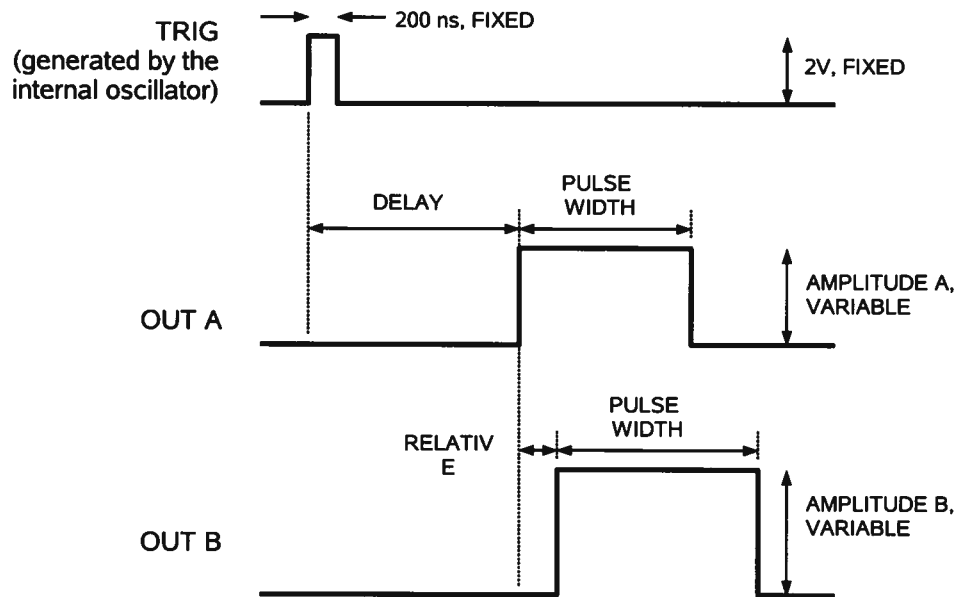 TRIG
(generated by the
internal oscillator)
200 ns, FIXED
2V, FIXED
DELAY
PULSE
WIDTH
OUT A
AMPLITUDE A,
VARIABLE
PULSE
WIDTH
RELATIV
E
OUT B
AMPLITUDE B,
VARIABLE